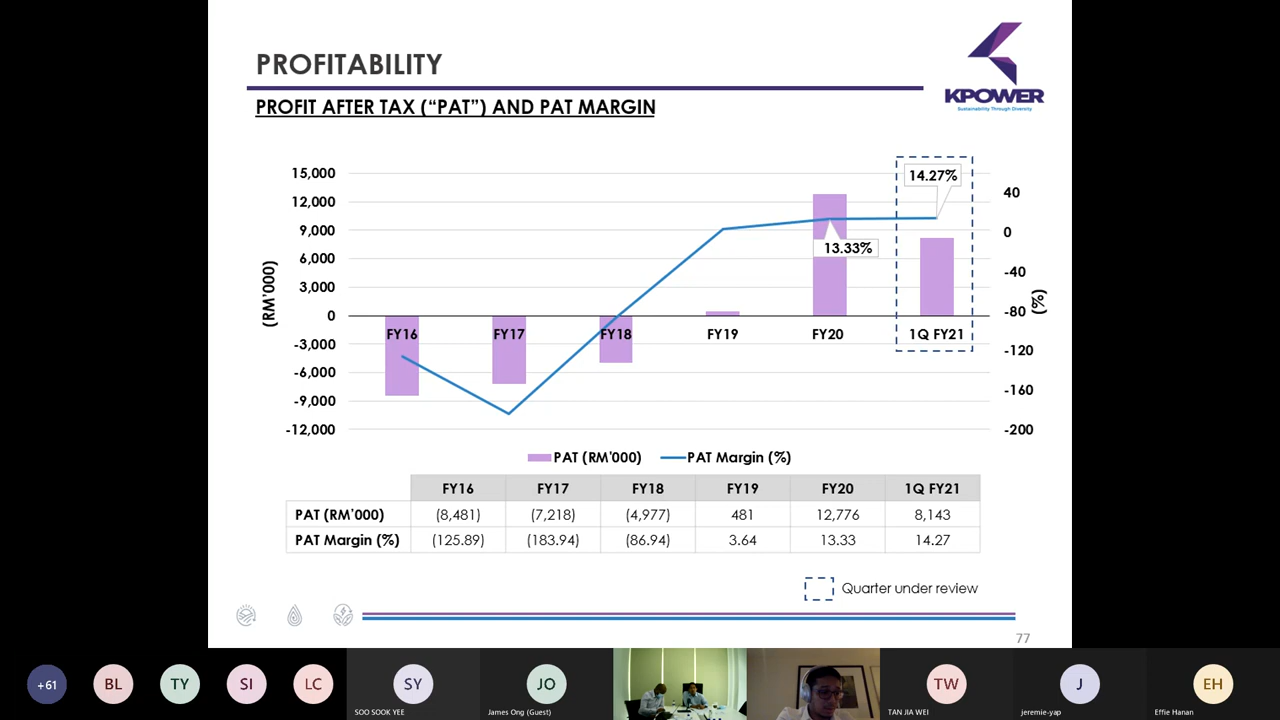 PROFITABILITY
KPOWER
Sustainability Through Diversity
PROFIT AFTER TAX (“PAT”) AND PAT MARGIN
15,000
12,000
9,000
6,000
3,000
0
-3,000
-6,000
-9,000
-12,000
(RM'000)
40
0
-40
-80
-120
-160
-200
(%)
14.27%
13.33%
FY16 FY17 FY18 FY19 FY20 1Q FY21
PAT (RM'000) PAT Margin (%)
FY16 FY17 FY18 FY19 FY20 1Q FY21
PAT (RM'000) (8,481) (7,218) (4,977) 481 12,776 8,143
PAT Margin (%) (125.89) (183.94) (86.94) 3.64 13.33 14.27
Quarter under review
77
+61 BL TY SI LC SY JO TW J EH
SOO SOOK YEE James Ong (Guest) TAN JIA WEI jeremie-yap Effie Hanan